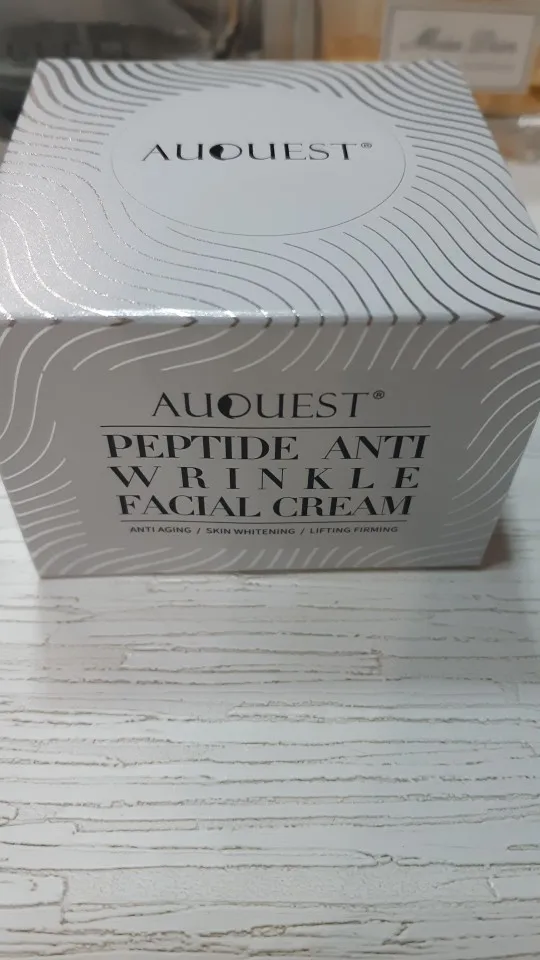 AUQUEST®
AUQUEST®
PEPTIDE ANTI
WRINKLE
FACIAL CREAM
ANTI AGING / SKIN WHITENING / LIFTING FIRMING